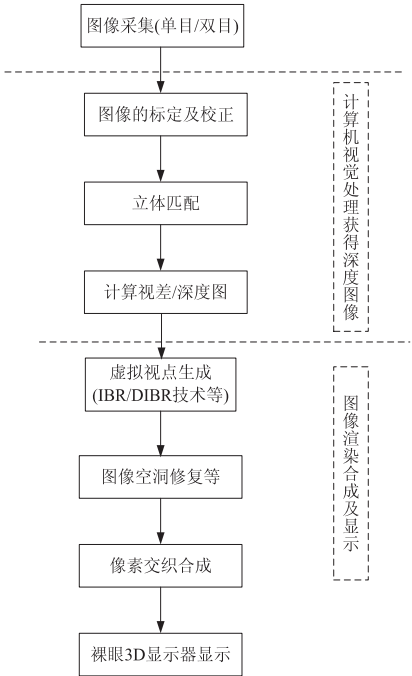 图像采集(单目/双目)
图像的标定及校正
立体匹配
计算视差/深度图
计算机视觉处理获得深度图像
虚拟视点生成
(IBR/DIBR技术等)
图像空洞修复等
像素交织合成
裸眼3D显示器显示
图像渲染合成及显示